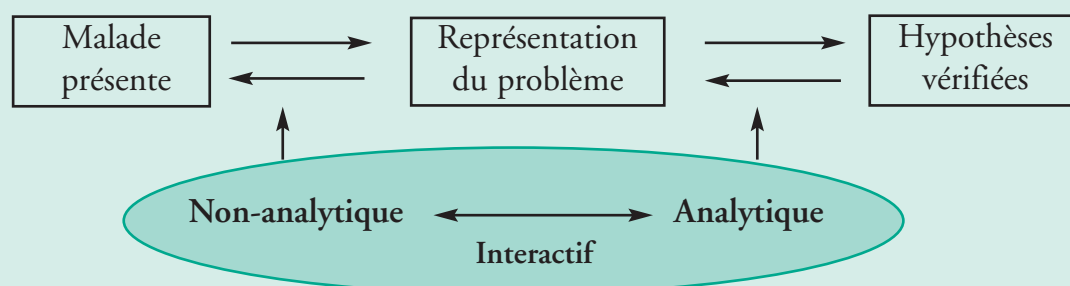 Malade
présente
Représentation
du problème
Hypothèses
vérifiées
Non-analytique
Analytique
Interactif